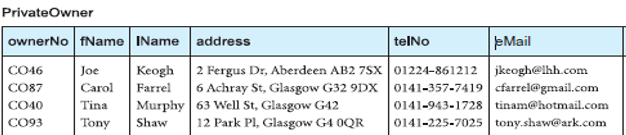 PrivateOwner
ownerNo fName lName address telNo eMail
CO46 Joe Keogh 2 Fergus Dr, Aberdeen AB2 7SX 01224-861212 jkeogh@lhh.com
CO87 Carol Farrel 6 Achray St, Glasgow G32 9DX 0141-357-7419 cfarrel@gmail.com
CO40 Tina Murphy 63 Well St, Glasgow G42 0141-943-1728 tinam@hotmail.com
CO93 Tony Shaw 12 Park Pl, Glasgow G4 0QR 0141-225-7025 tony.shaw@ark.com